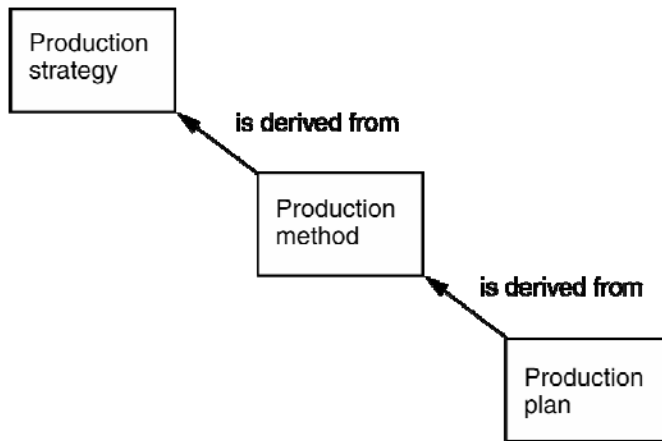 Production
strategy
is derived from
Production
method
is derived from
Production
plan